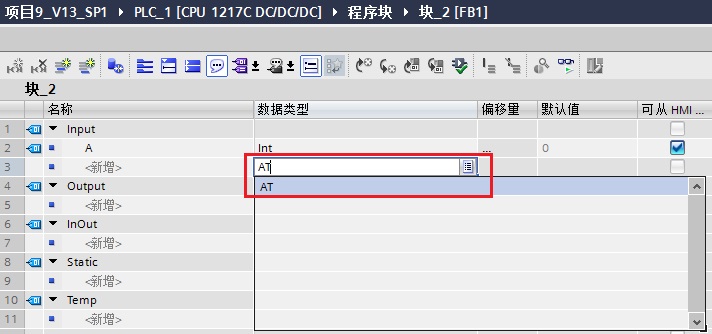 项目9_V13_SP1 ▸ PLC_1 [CPU 1217C DC/DC/DC] ▸ 程序块 ▸ 块_2 [FB1]
块_2
名称 数据类型 偏移量 默认值 可从 HMI ...
1 Input
2 A Int ... 0
3 <新增> AT
AT
4 Output
5 <新增>
6 InOut
7 <新增>
8 Static
9 <新增>
10 Temp
11 <新增>